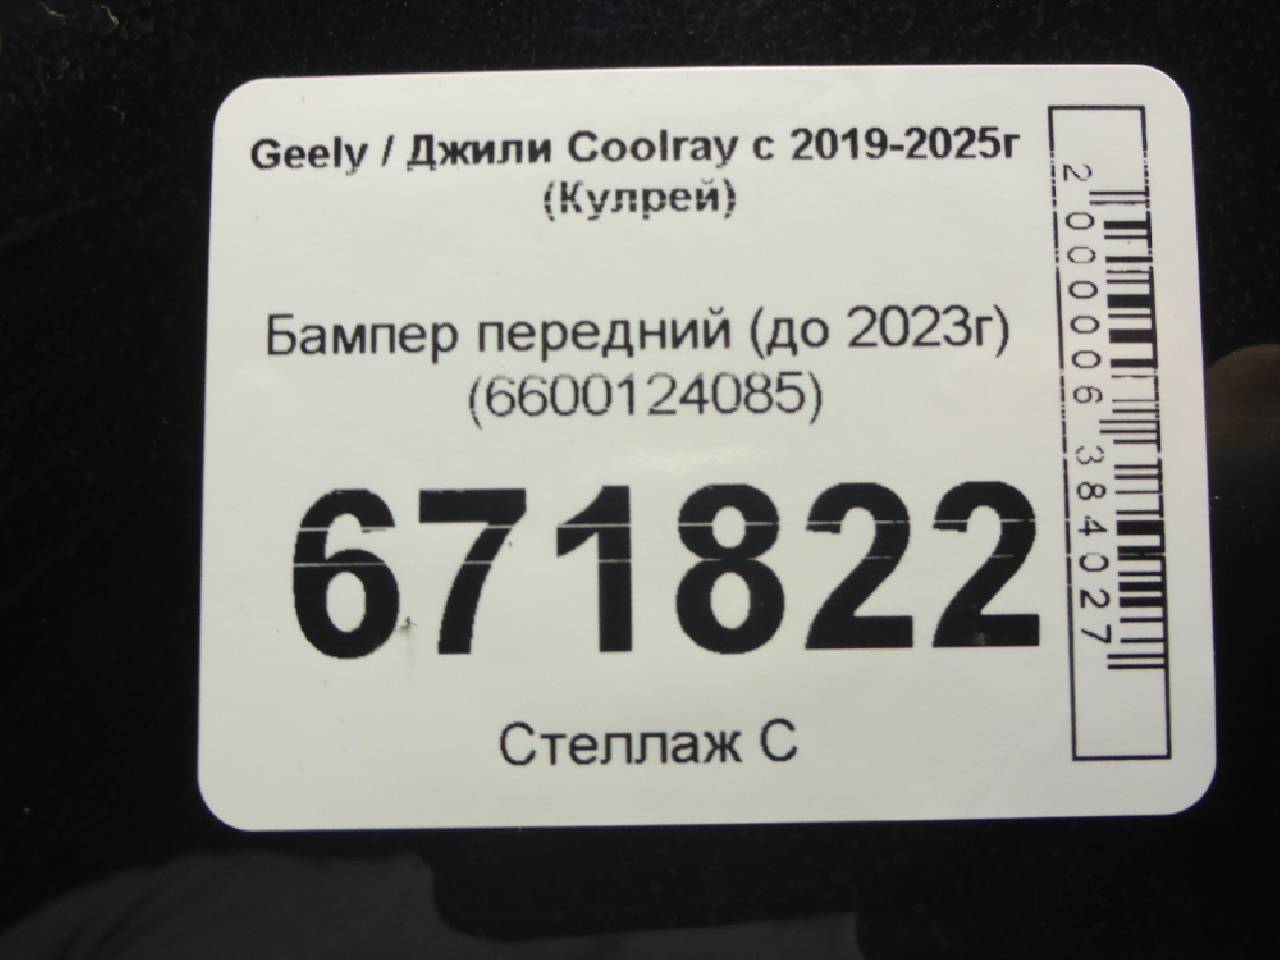 Geely / Джили Coolray с 2019-2025г
(Кулрей)
Бампер передний (до 2023г)
(6600124085)
671822
Стеллаж С
2000006384027